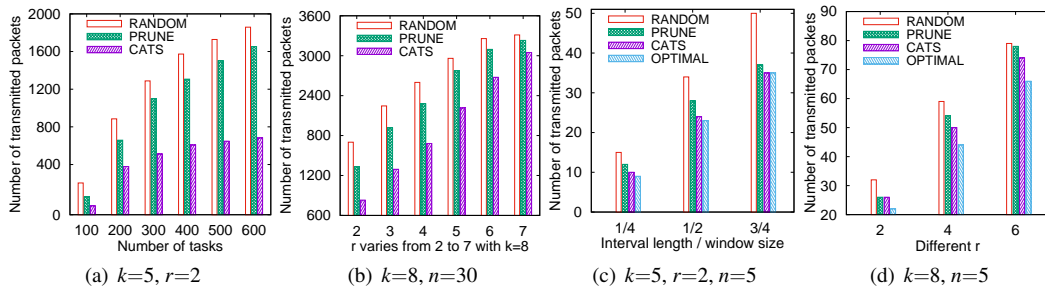 Number of transmitted packets
2000
1600
1200
800
400
0
RANDOM
PRUNE
CATS
100 200 300 400 500 600
Number of tasks
(a) k=5, r=2
Number of transmitted packets
3600
3000
2400
1800
1200
600
RANDOM
PRUNE
CATS
2 3 4 5 6 7
r varies from 2 to 7 with k=8
(b) k=8, n=30
Number of transmitted packets
50
40
30
20
10
0
RANDOM
PRUNE
CATS
OPTIMAL
1/4 1/2 3/4
Interval length / window size
(c) k=5, r=2, n=5
Number of transmitted packets
90
80
70
60
50
40
30
20
RANDOM
PRUNE
CATS
OPTIMAL
2 4 6
Different r
(d) k=8, n=5